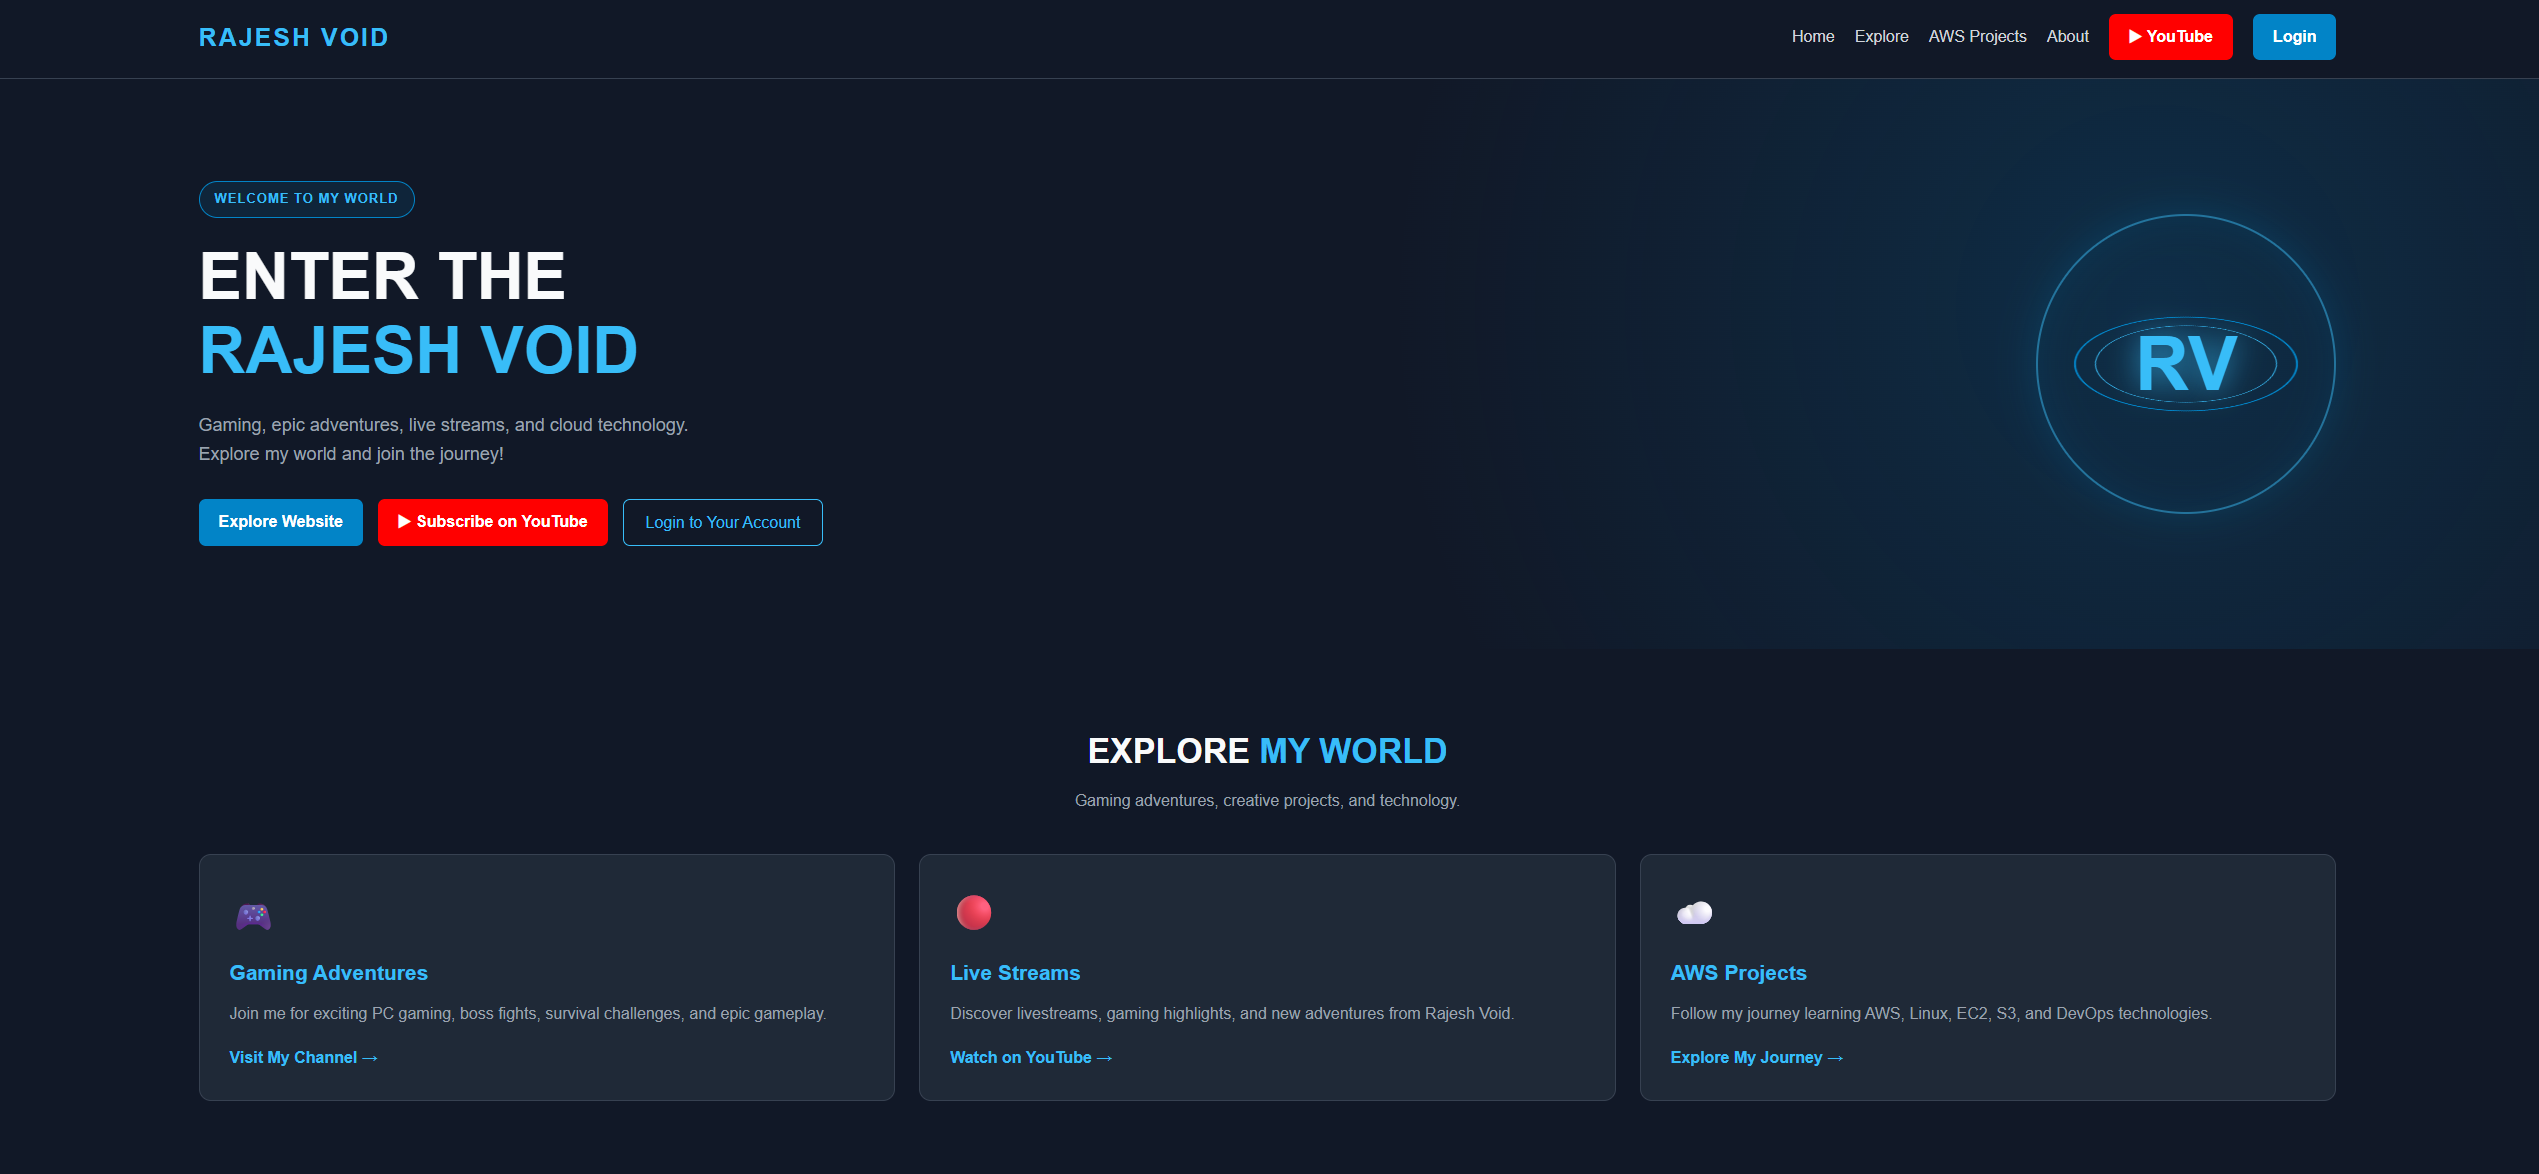 RAJESH VOID
Home Explore AWS Projects About ▶ YouTube Login
WELCOME TO MY WORLD
ENTER THE
RAJESH VOID
Gaming, epic adventures, live streams, and cloud technology.
Explore my world and join the journey!
Explore Website ▶ Subscribe on YouTube Login to Your Account
RV
EXPLORE MY WORLD
Gaming adventures, creative projects, and technology.
Gaming Adventures
Join me for exciting PC gaming, boss fights, survival challenges, and epic gameplay.
Visit My Channel →
Live Streams
Discover livestreams, gaming highlights, and new adventures from Rajesh Void.
Watch on YouTube →
AWS Projects
Follow my journey learning AWS, Linux, EC2, S3, and DevOps technologies.
Explore My Journey →